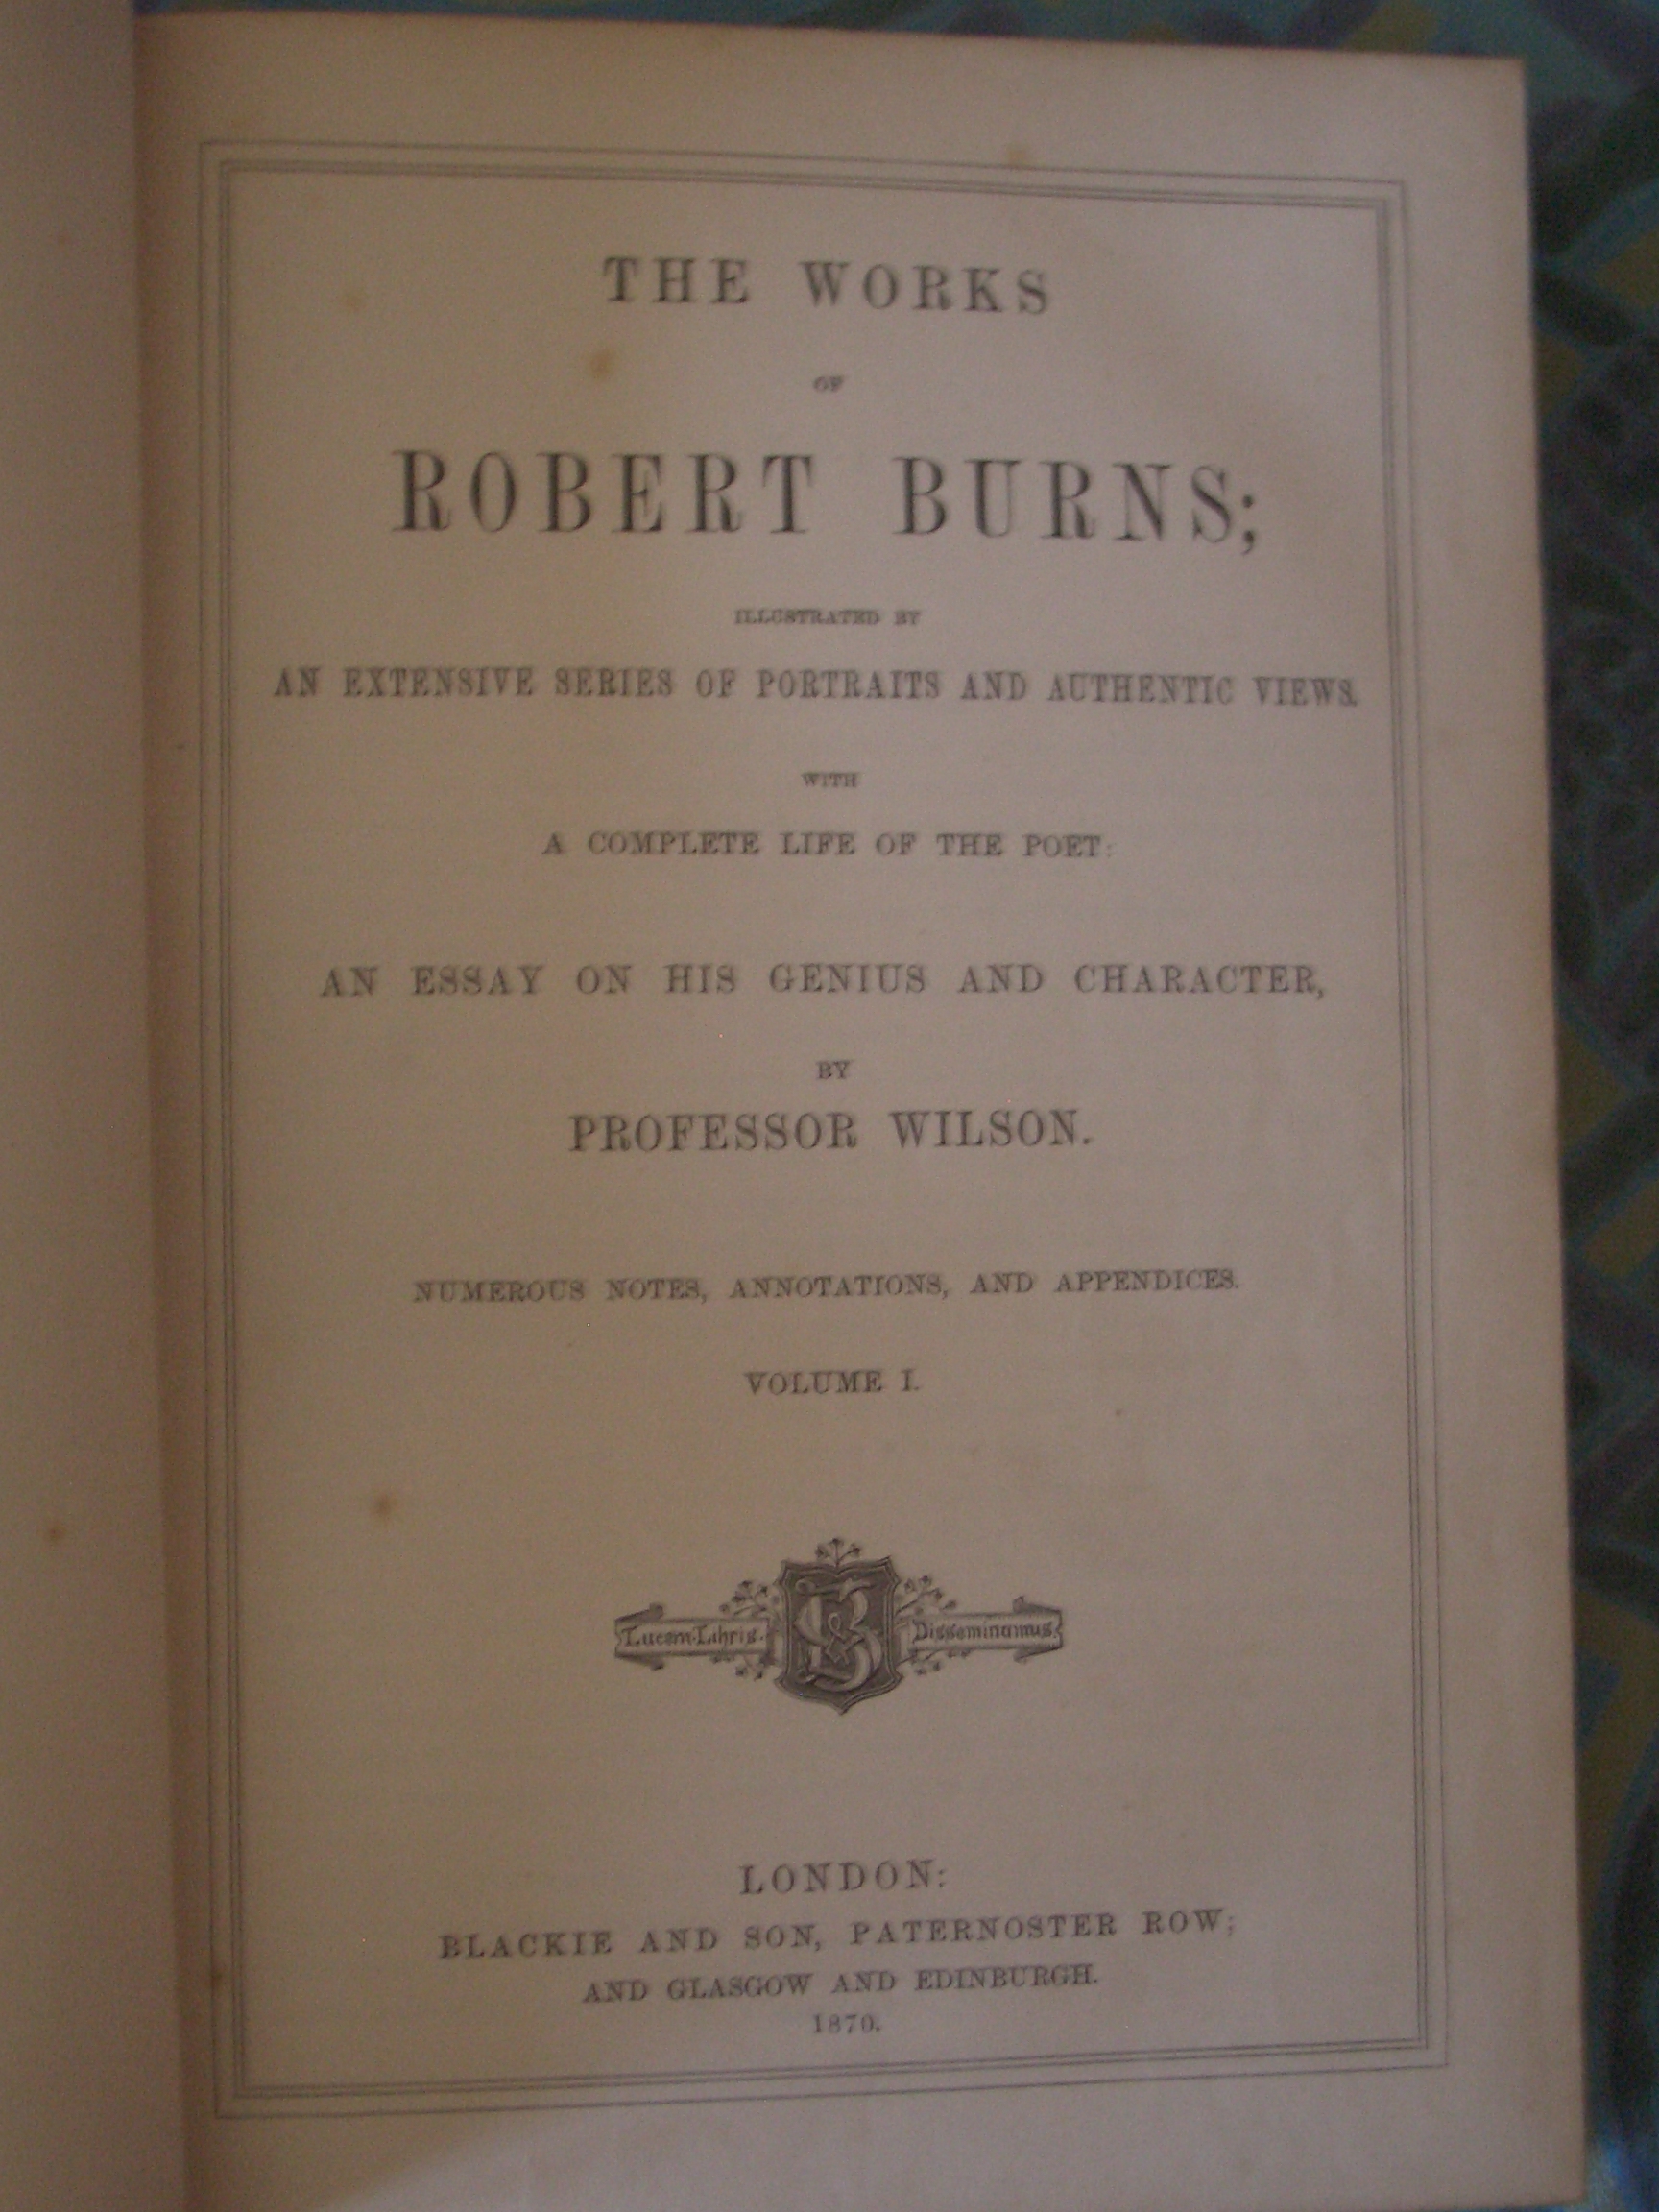 THE WORKS
OF
ROBERT BURNS;
ILLUSTRATED BY
AN EXTENSIVE SERIES OF PORTRAITS AND AUTHENTIC VIEWS.
WITH
A COMPLETE LIFE OF THE POET:
AN ESSAY ON HIS GENIUS AND CHARACTER,
BY
PROFESSOR WILSON.
NUMEROUS NOTES, ANNOTATIONS, AND APPENDICES.
VOLUME I.
Lucem Libris. B&S Disseminamus.
LONDON:
BLACKIE AND SON, PATERNOSTER ROW;
AND GLASGOW AND EDINBURGH.
1870.